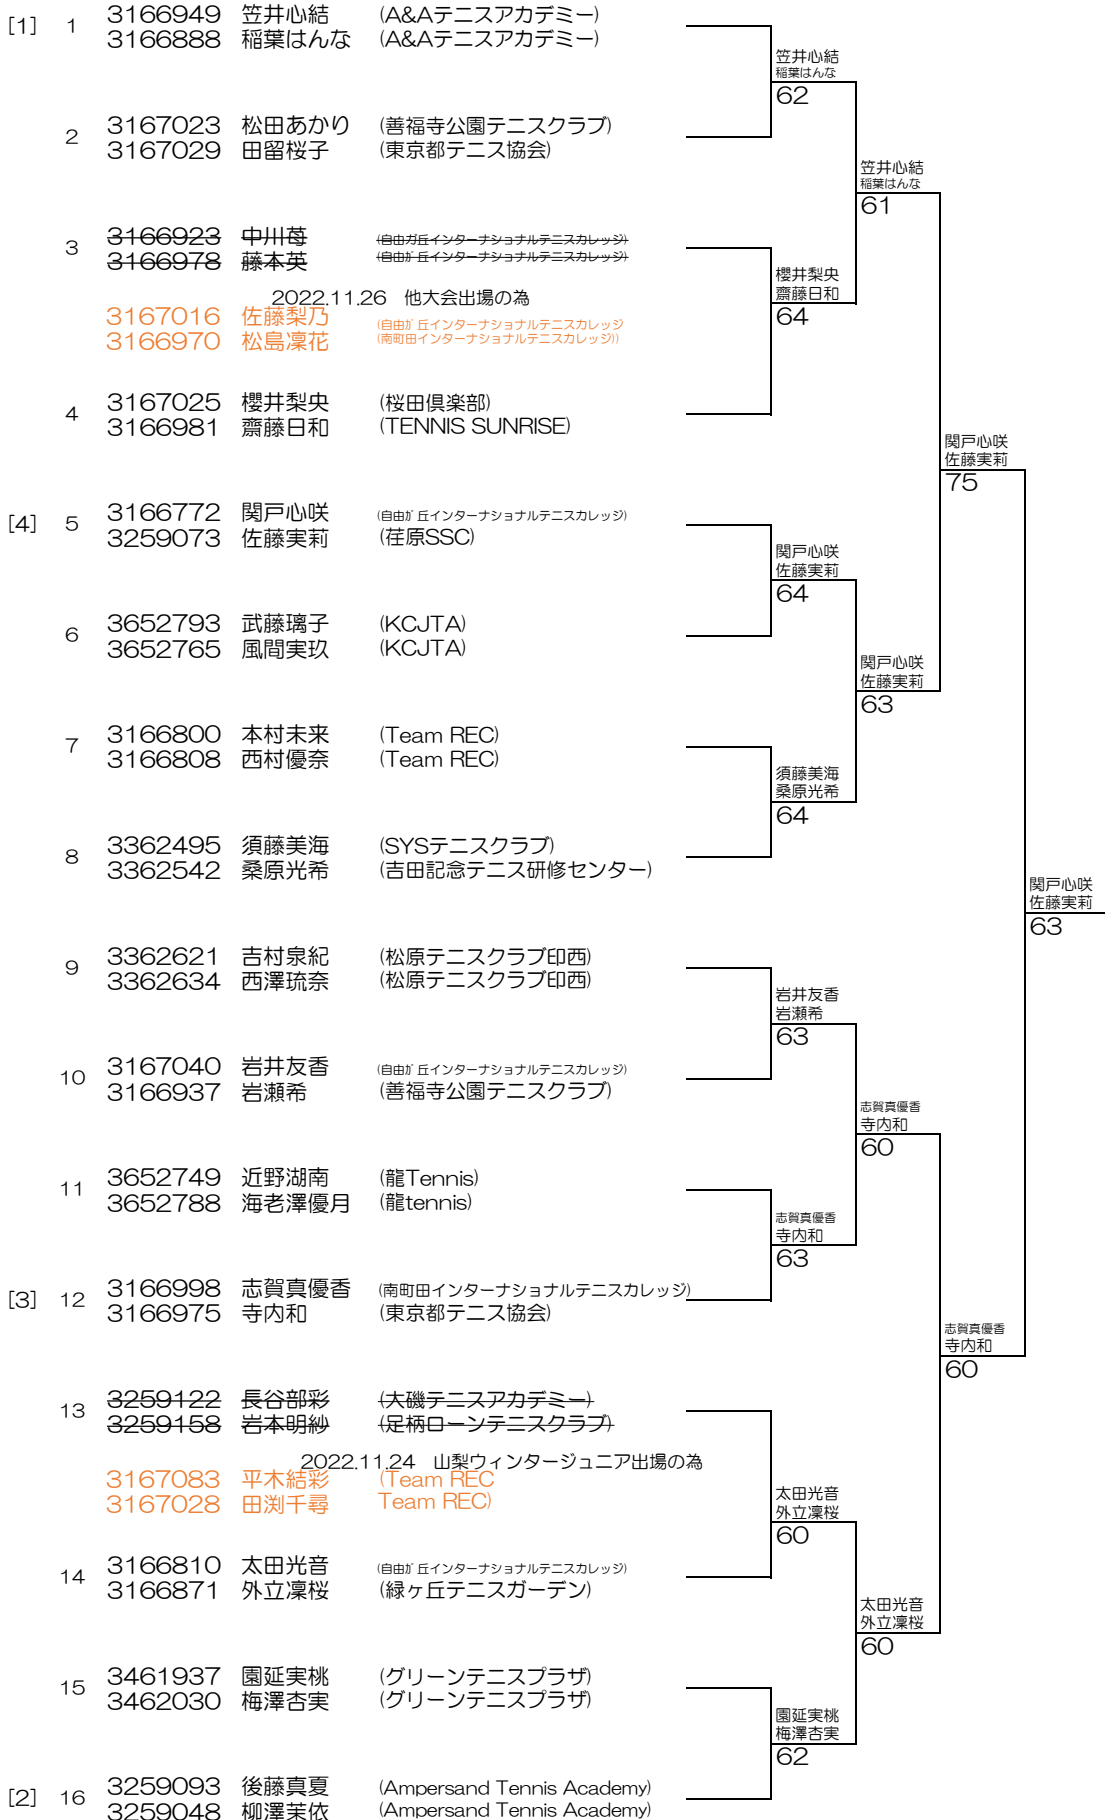 [1] 1 3166949 笠井心結 (A&Aテニスアカデミー)
3166888 稲葉はんな (A&Aテニスアカデミー)
笠井心結
稲葉はんな
62
2 3167023 松田あかり (善福寺公園テニスクラブ)
3167029 田留桜子 (東京都テニス協会)
笠井心結
稲葉はんな
61
3 3166923 中川苺 (自由ガ丘インターナショナルテニスカレッジ)
3166978 藤本英 (自由ガ丘インターナショナルテニスカレッジ)
櫻井梨央
齋藤日和
64
2022.11.26 他大会出場の為
3167016 佐藤梨乃 (自由ガ丘インターナショナルテニスカレッジ
3166970 松島凜花 (南町田インターナショナルテニスカレッジ))
4 3167025 櫻井梨央 (桜田倶楽部)
3166981 齋藤日和 (TENNIS SUNRISE)
関戸心咲
佐藤実莉
75
[4] 5 3166772 関戸心咲 (自由ガ丘インターナショナルテニスカレッジ)
3259073 佐藤実莉 (荏原SSC)
関戸心咲
佐藤実莉
64
6 3652793 武藤璃子 (KCJTA)
3652765 風間実玖 (KCJTA)
関戸心咲
佐藤実莉
63
7 3166800 本村未来 (Team REC)
3166808 西村優奈 (Team REC)
須藤美海
桑原光希
64
8 3362495 須藤美海 (SYSテニスクラブ)
3362542 桑原光希 (吉田記念テニス研修センター)
関戸心咲
佐藤実莉
63
9 3362621 吉村泉紀 (松原テニスクラブ印西)
3362634 西澤琉奈 (松原テニスクラブ印西)
岩井友香
岩瀬希
63
10 3167040 岩井友香 (自由ガ丘インターナショナルテニスカレッジ)
3166937 岩瀬希 (善福寺公園テニスクラブ)
志賀真優香
寺内和
60
11 3652749 近野湖南 (龍Tennis)
3652788 海老澤優月 (龍tennis)
志賀真優香
寺内和
63
[3] 12 3166998 志賀真優香 (南町田インターナショナルテニスカレッジ)
3166975 寺内和 (東京都テニス協会)
志賀真優香
寺内和
60
13 3259122 長谷部彩 (大磯テニスアカデミー)
3259158 岩本明紗 (足柄ローンテニスクラブ)
2022.11.24 山梨ウィンタージュニア出場の為
3167083 平木結彩 (Team REC
3167028 田渕千尋 Team REC)
太田光音
外立凜桜
60
14 3166810 太田光音 (自由ガ丘インターナショナルテニスカレッジ)
3166871 外立凜桜 (緑ヶ丘テニスガーデン)
太田光音
外立凜桜
60
15 3461937 園延実桃 (グリーンテニスプラザ)
3462030 梅澤杏実 (グリーンテニスプラザ)
園延実桃
梅澤杏実
62
[2] 16 3259093 後藤真夏 (Ampersand Tennis Academy)
3259048 柳澤茉依 (Ampersand Tennis Academy)